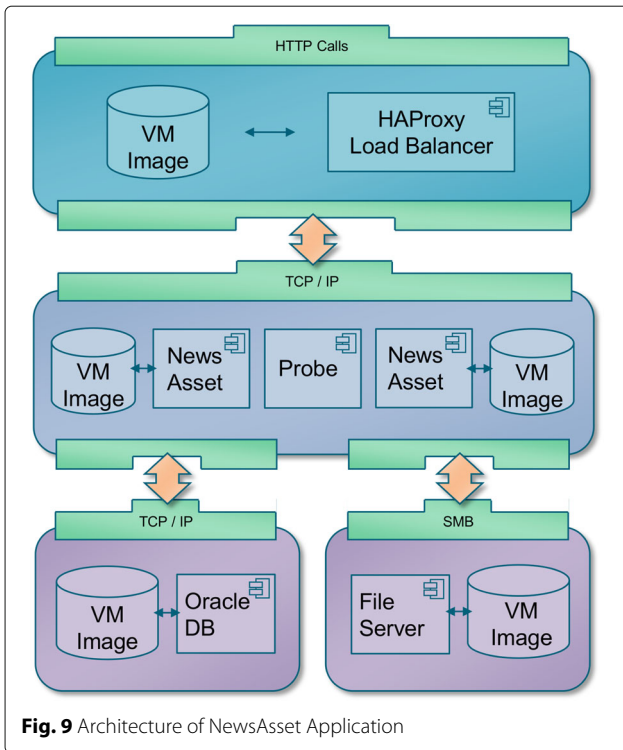 HTTP Calls
VM
Image
HAProxy
Load Balancer
TCP / IP
VM
Image
News
Asset
Probe
News
Asset
VM
Image
TCP / IP
VM
Image
Oracle
DB
SMB
File
Server
VM
Image
Fig. 9 Architecture of NewsAsset Application